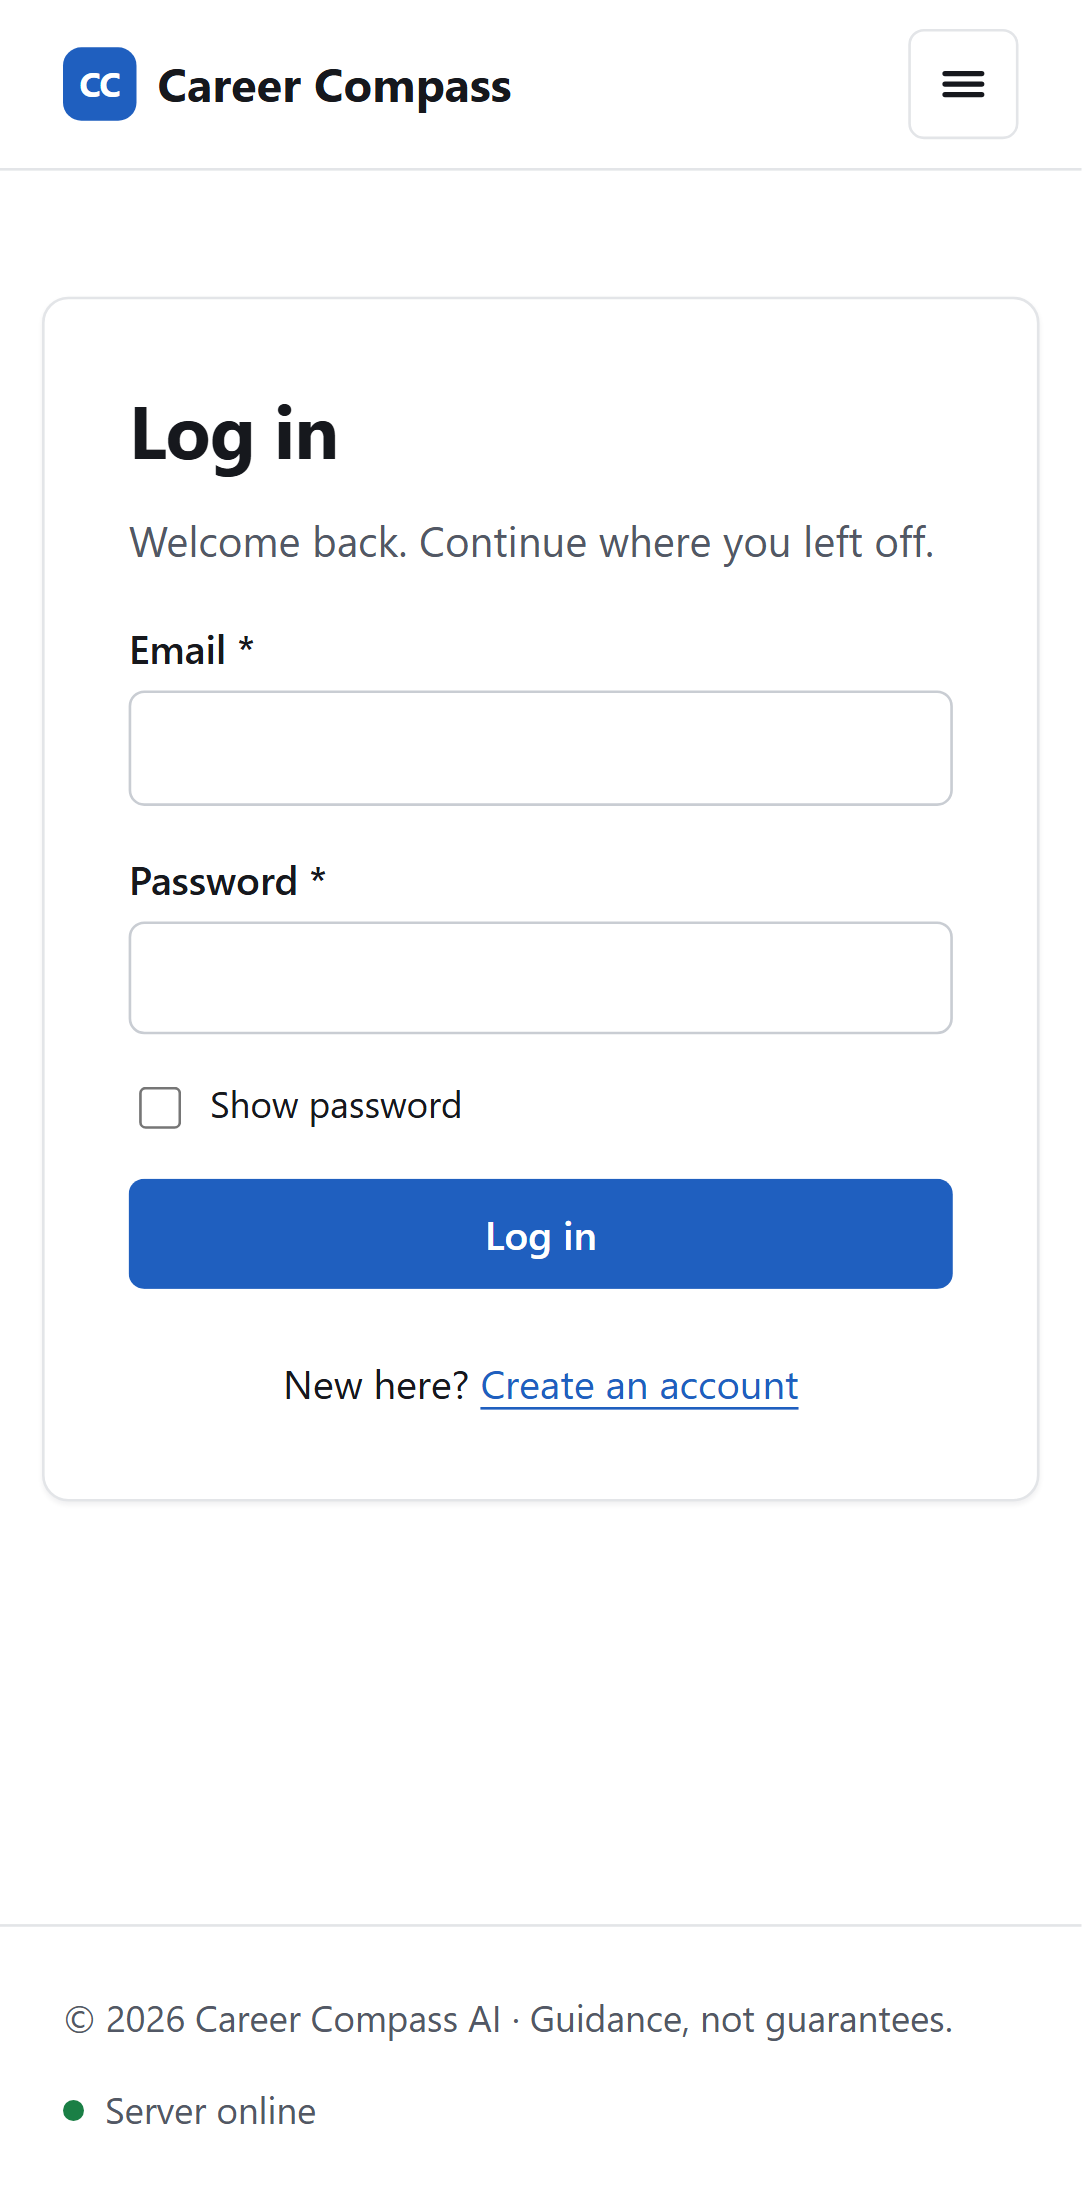 CC Career Compass
Log in
Welcome back. Continue where you left off.
Email *
Password *
Show password
Log in
New here? Create an account
© 2026 Career Compass AI · Guidance, not guarantees.
Server online